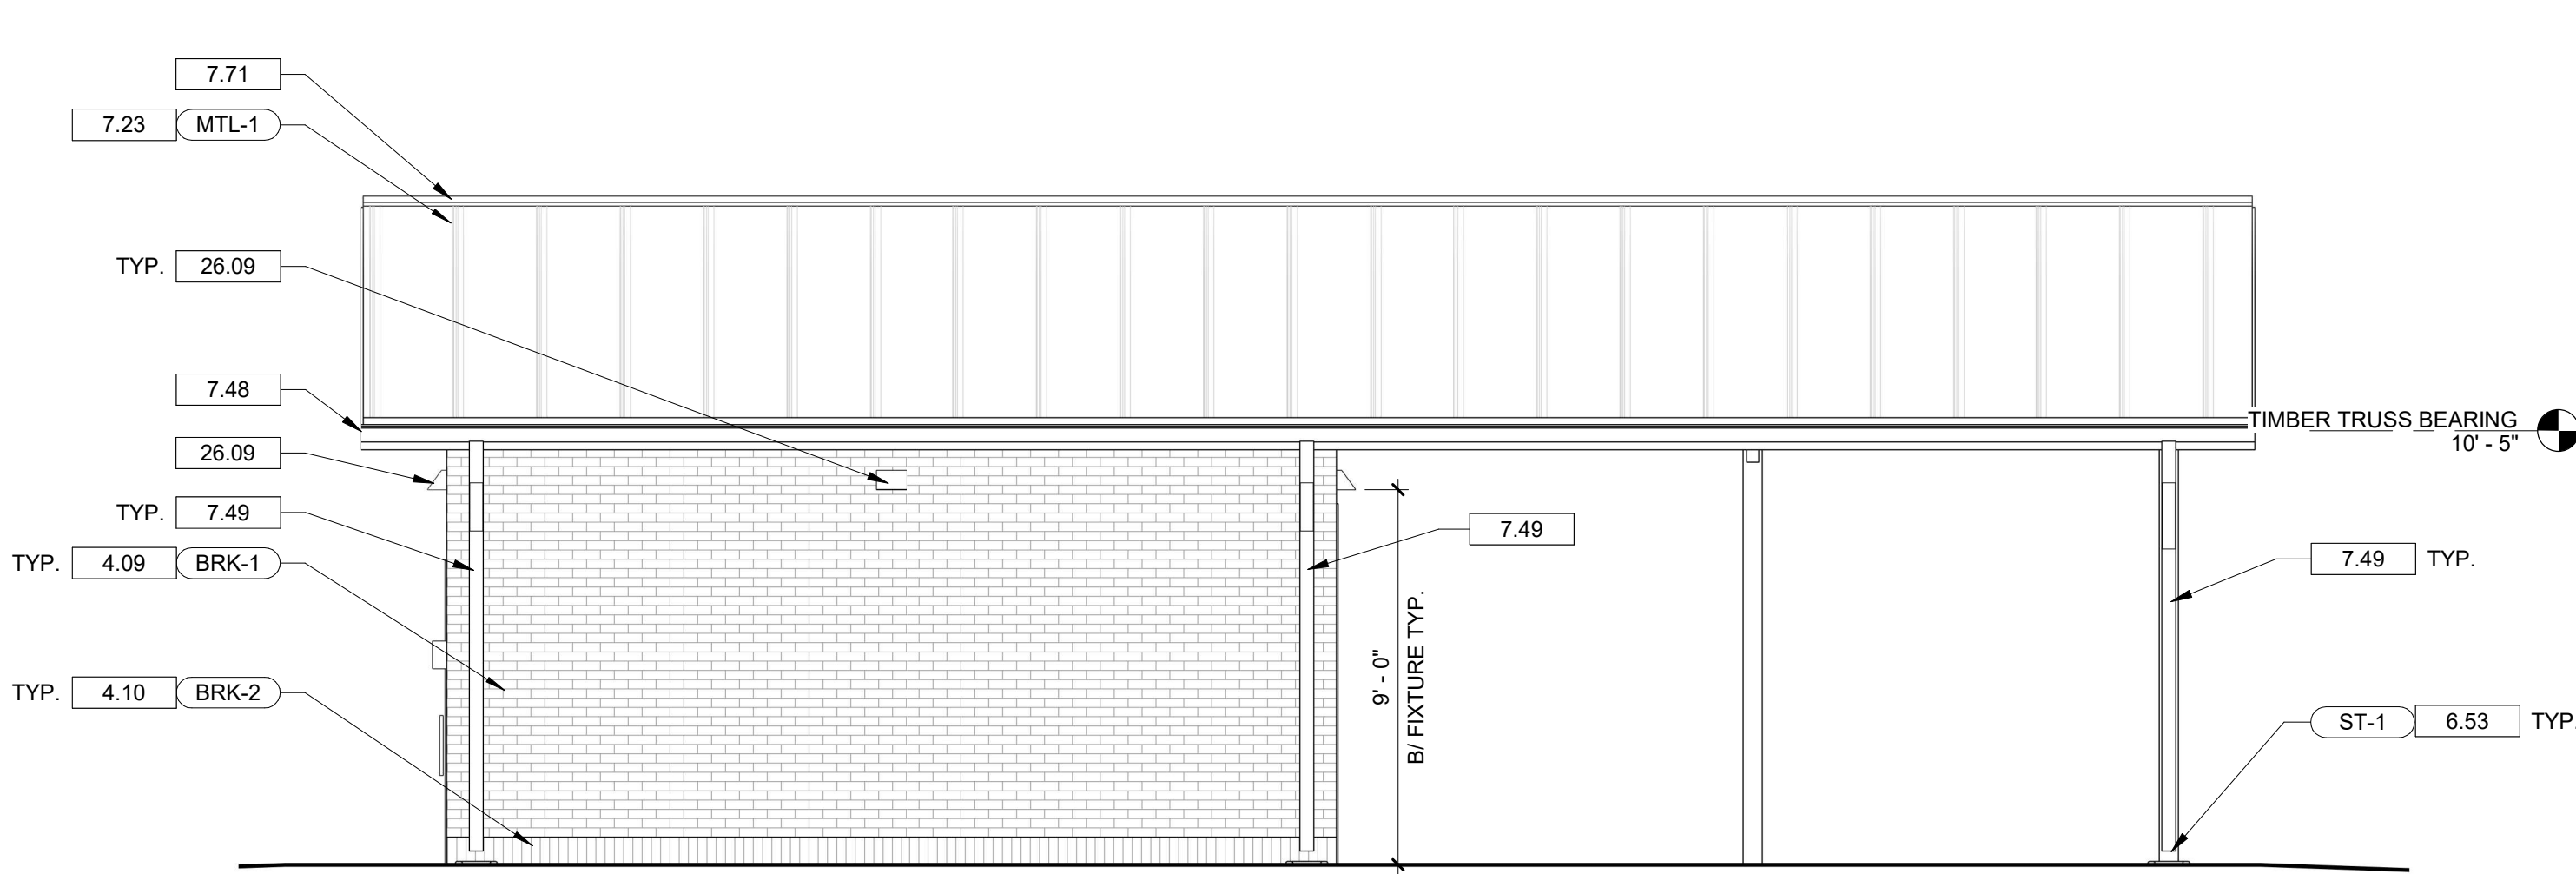 7.71
7.23 MTL-1
TYP. 26.09
7.48
TIMBER TRUSS BEARING
10' - 5"
26.09
TYP. 7.49
7.49
TYP. 4.09 BRK-1
7.49 TYP.
9' - 0"
B/ FIXTURE TYP.
TYP. 4.10 BRK-2
ST-1 6.53 TYP.